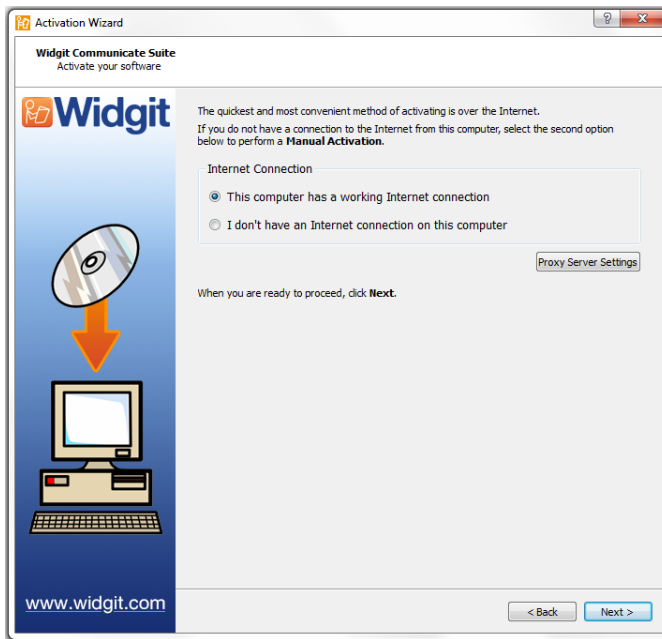 Activation Wizard
Widgit Communicate Suite
Activate your software
Widgit
The quickest and most convenient method of activating is over the Internet.
If you do not have a connection to the Internet from this computer, select the second option
below to perform a Manual Activation.
Internet Connection
This computer has a working Internet connection
I don't have an Internet connection on this computer
Proxy Server Settings
When you are ready to proceed, click Next.
www.widgit.com
< Back
Next >